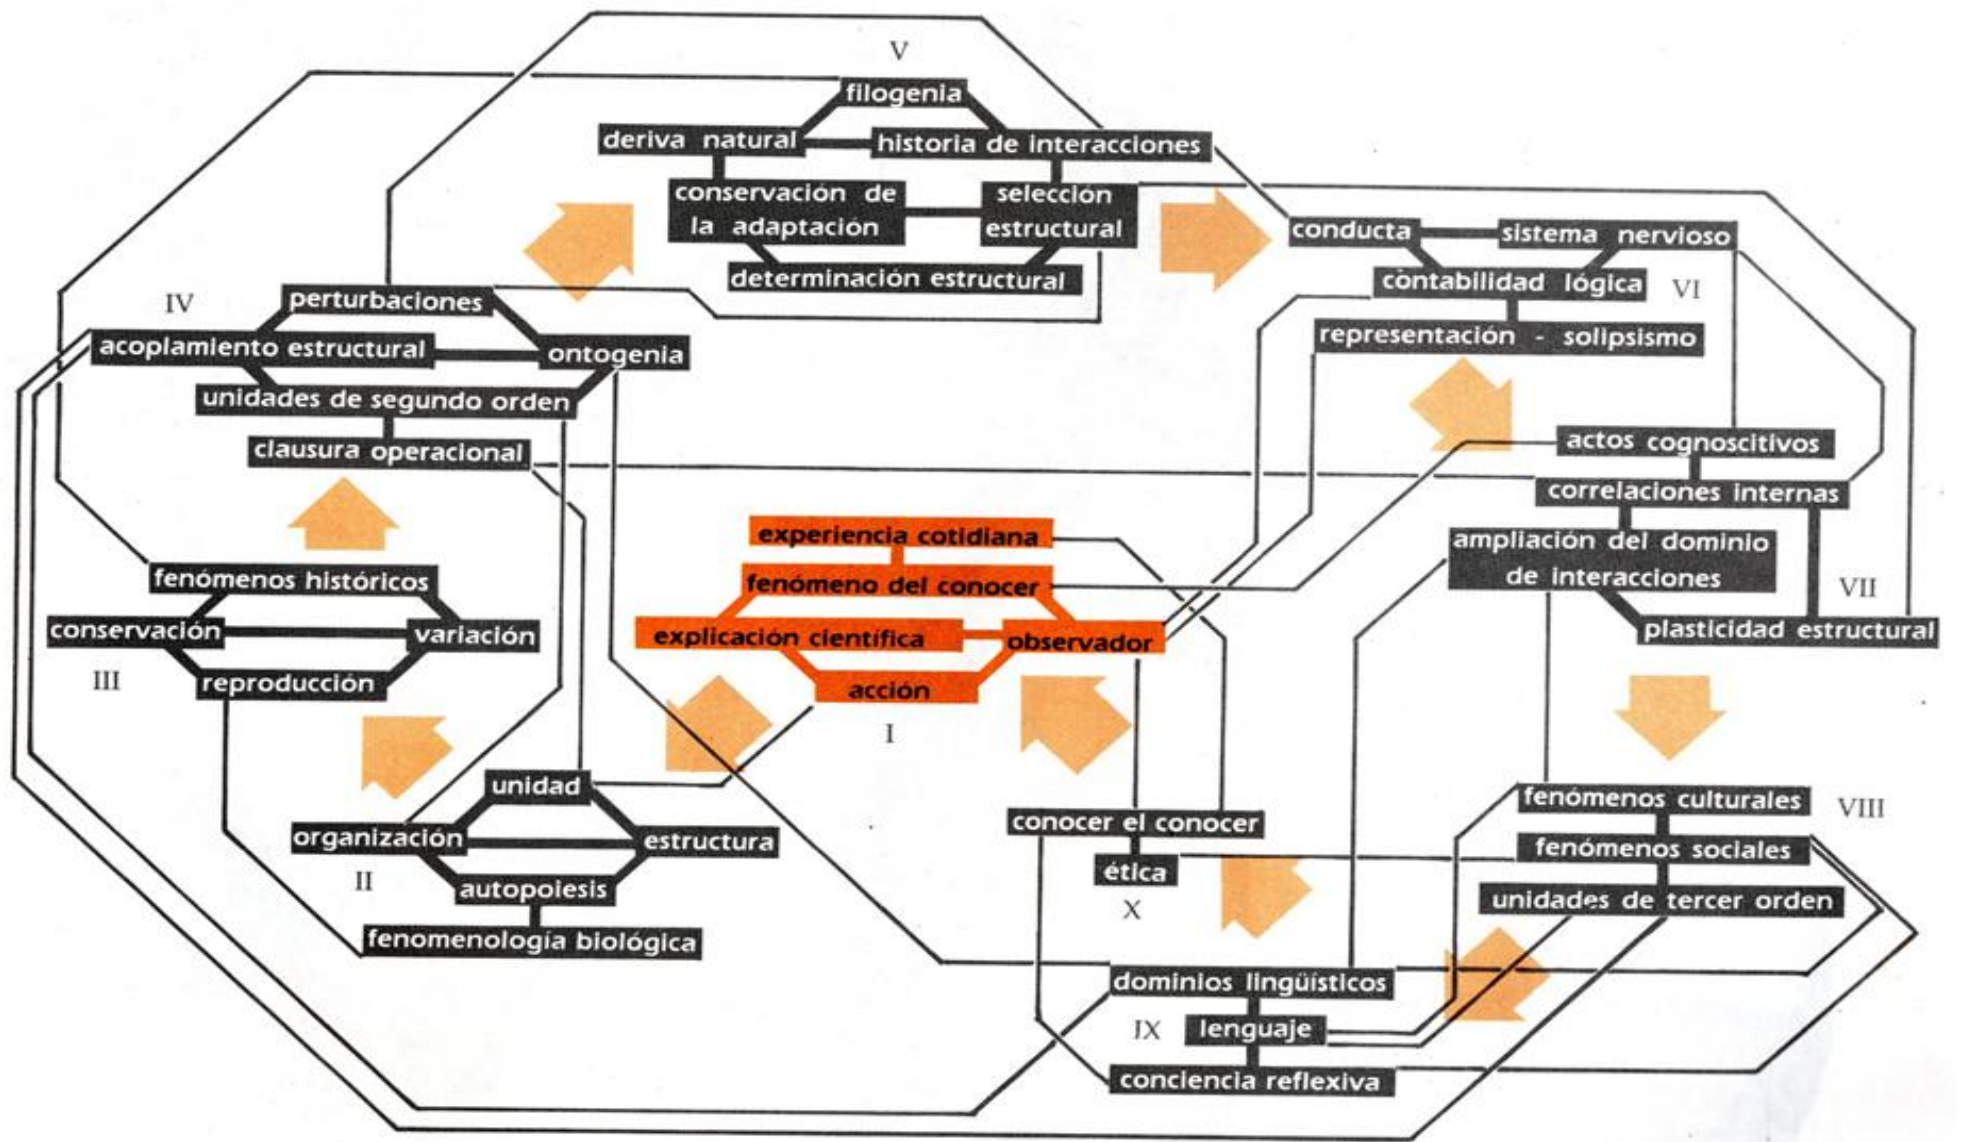 V
filogenia
deriva natural
historia de interacciones
conservación de
la adaptación
selección
estructural
determinación estructural
conducta
sistema nervioso
contabilidad lógica
VI
representación - solipsismo
IV
perturbaciones
acoplamiento estructural
ontogenia
unidades de segundo orden
clausura operacional
actos cognoscitivos
correlaciones internas
ampliación del dominio
de interacciones
VII
plasticidad estructural
experiencia cotidiana
fenómeno del conocer
explicación científica
observador
acción
I
fenómenos históricos
conservación
variación
III
reproducción
unidad
organización
estructura
II
autopoiesis
fenomenología biológica
conocer el conocer
ética
X
fenómenos culturales
VIII
fenómenos sociales
unidades de tercer orden
dominios lingüísticos
IX
lenguaje
conciencia reflexiva